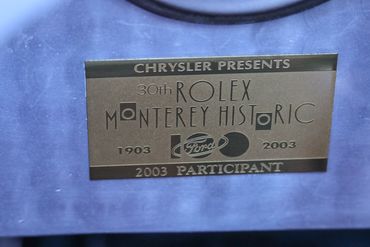 CHRYSLER PRESENTS
30th ROLEX
MONTEREY HISTORIC
1903 Ford 2003
2003 PARTICIPANT